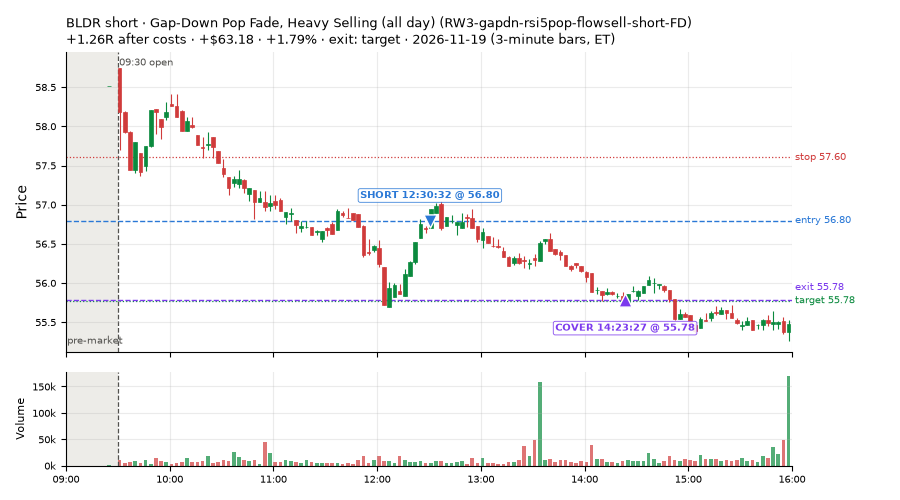 BLDR short · Gap-Down Pop Fade, Heavy Selling (all day) (RW3-gapdn-rsi5pop-flowsell-short-FD)
+1.26R after costs · +$63.18 · +1.79% · exit: target · 2026-11-19 (3-minute bars, ET)
09:30 open
58.5
58.0
57.5
57.0
56.5
56.0
55.5
Price
stop 57.60
SHORT 12:30:32 @ 56.80
entry 56.80
exit 55.78
target 55.78
COVER 14:23:27 @ 55.78
pre-market
150k
100k
50k
0k
Volume
09:00
10:00
11:00
12:00
13:00
14:00
15:00
16:00